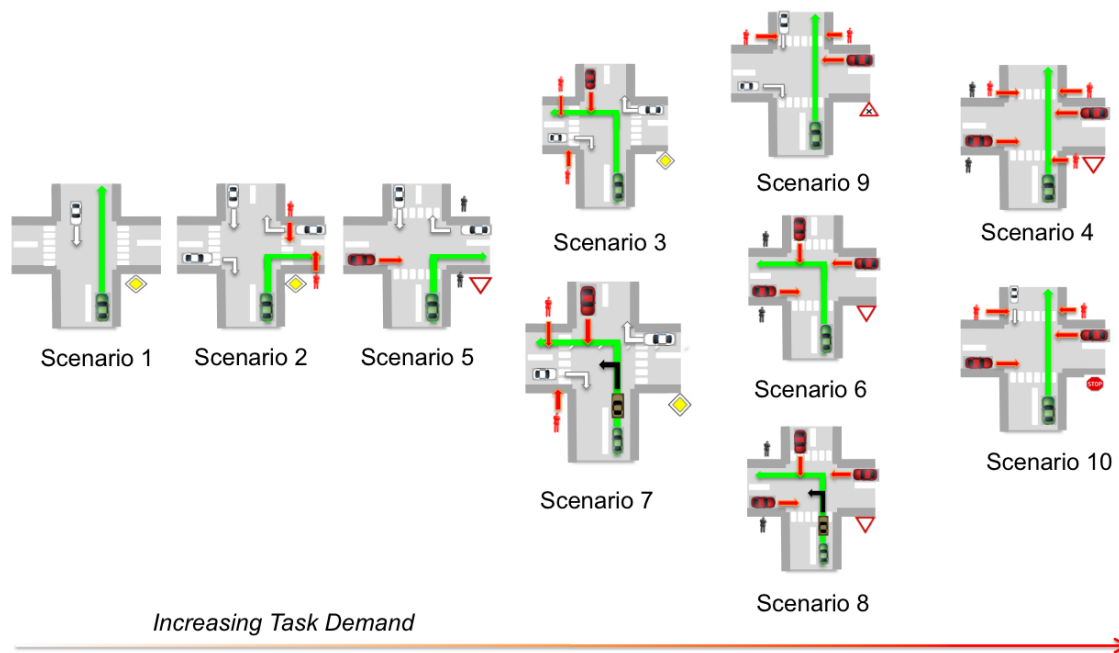 Scenario 9
Scenario 3
Scenario 4
Scenario 1
Scenario 2
Scenario 5
Scenario 6
STOP
Scenario 10
Scenario 7
Scenario 8
Increasing Task Demand